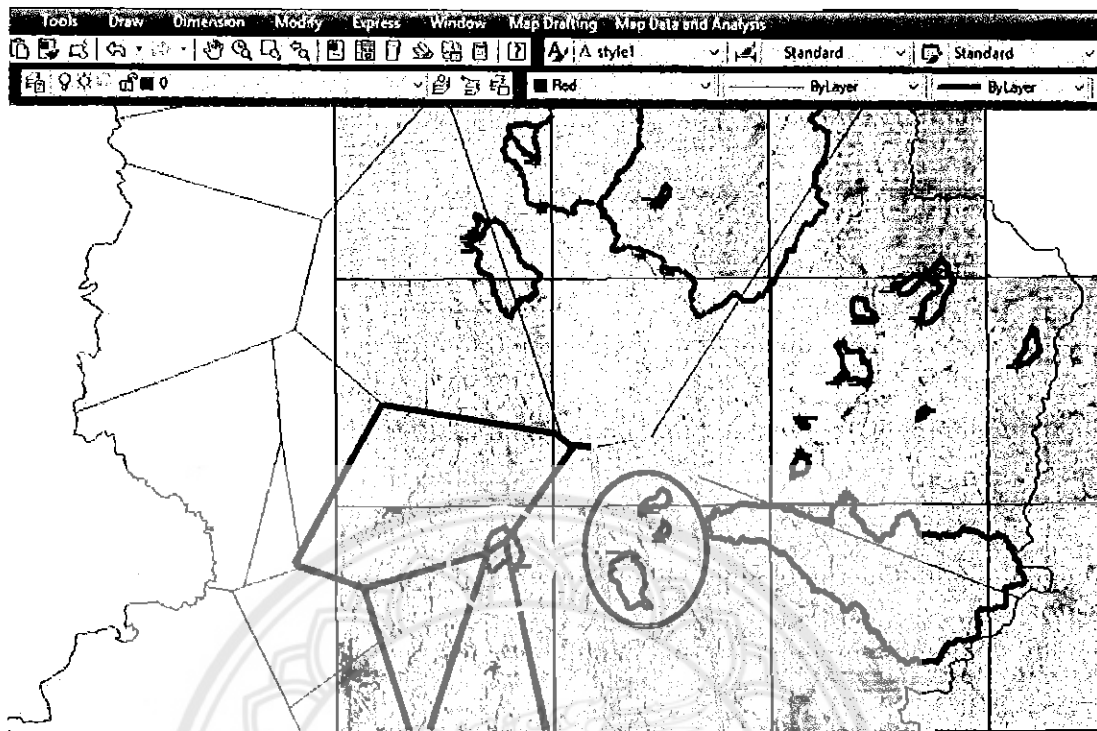 Tools Draw Dimension Modify Express Window Map Drafting Map Data and Analysis
A style1 Standard Standard
0 Red ByLayer ByLayer